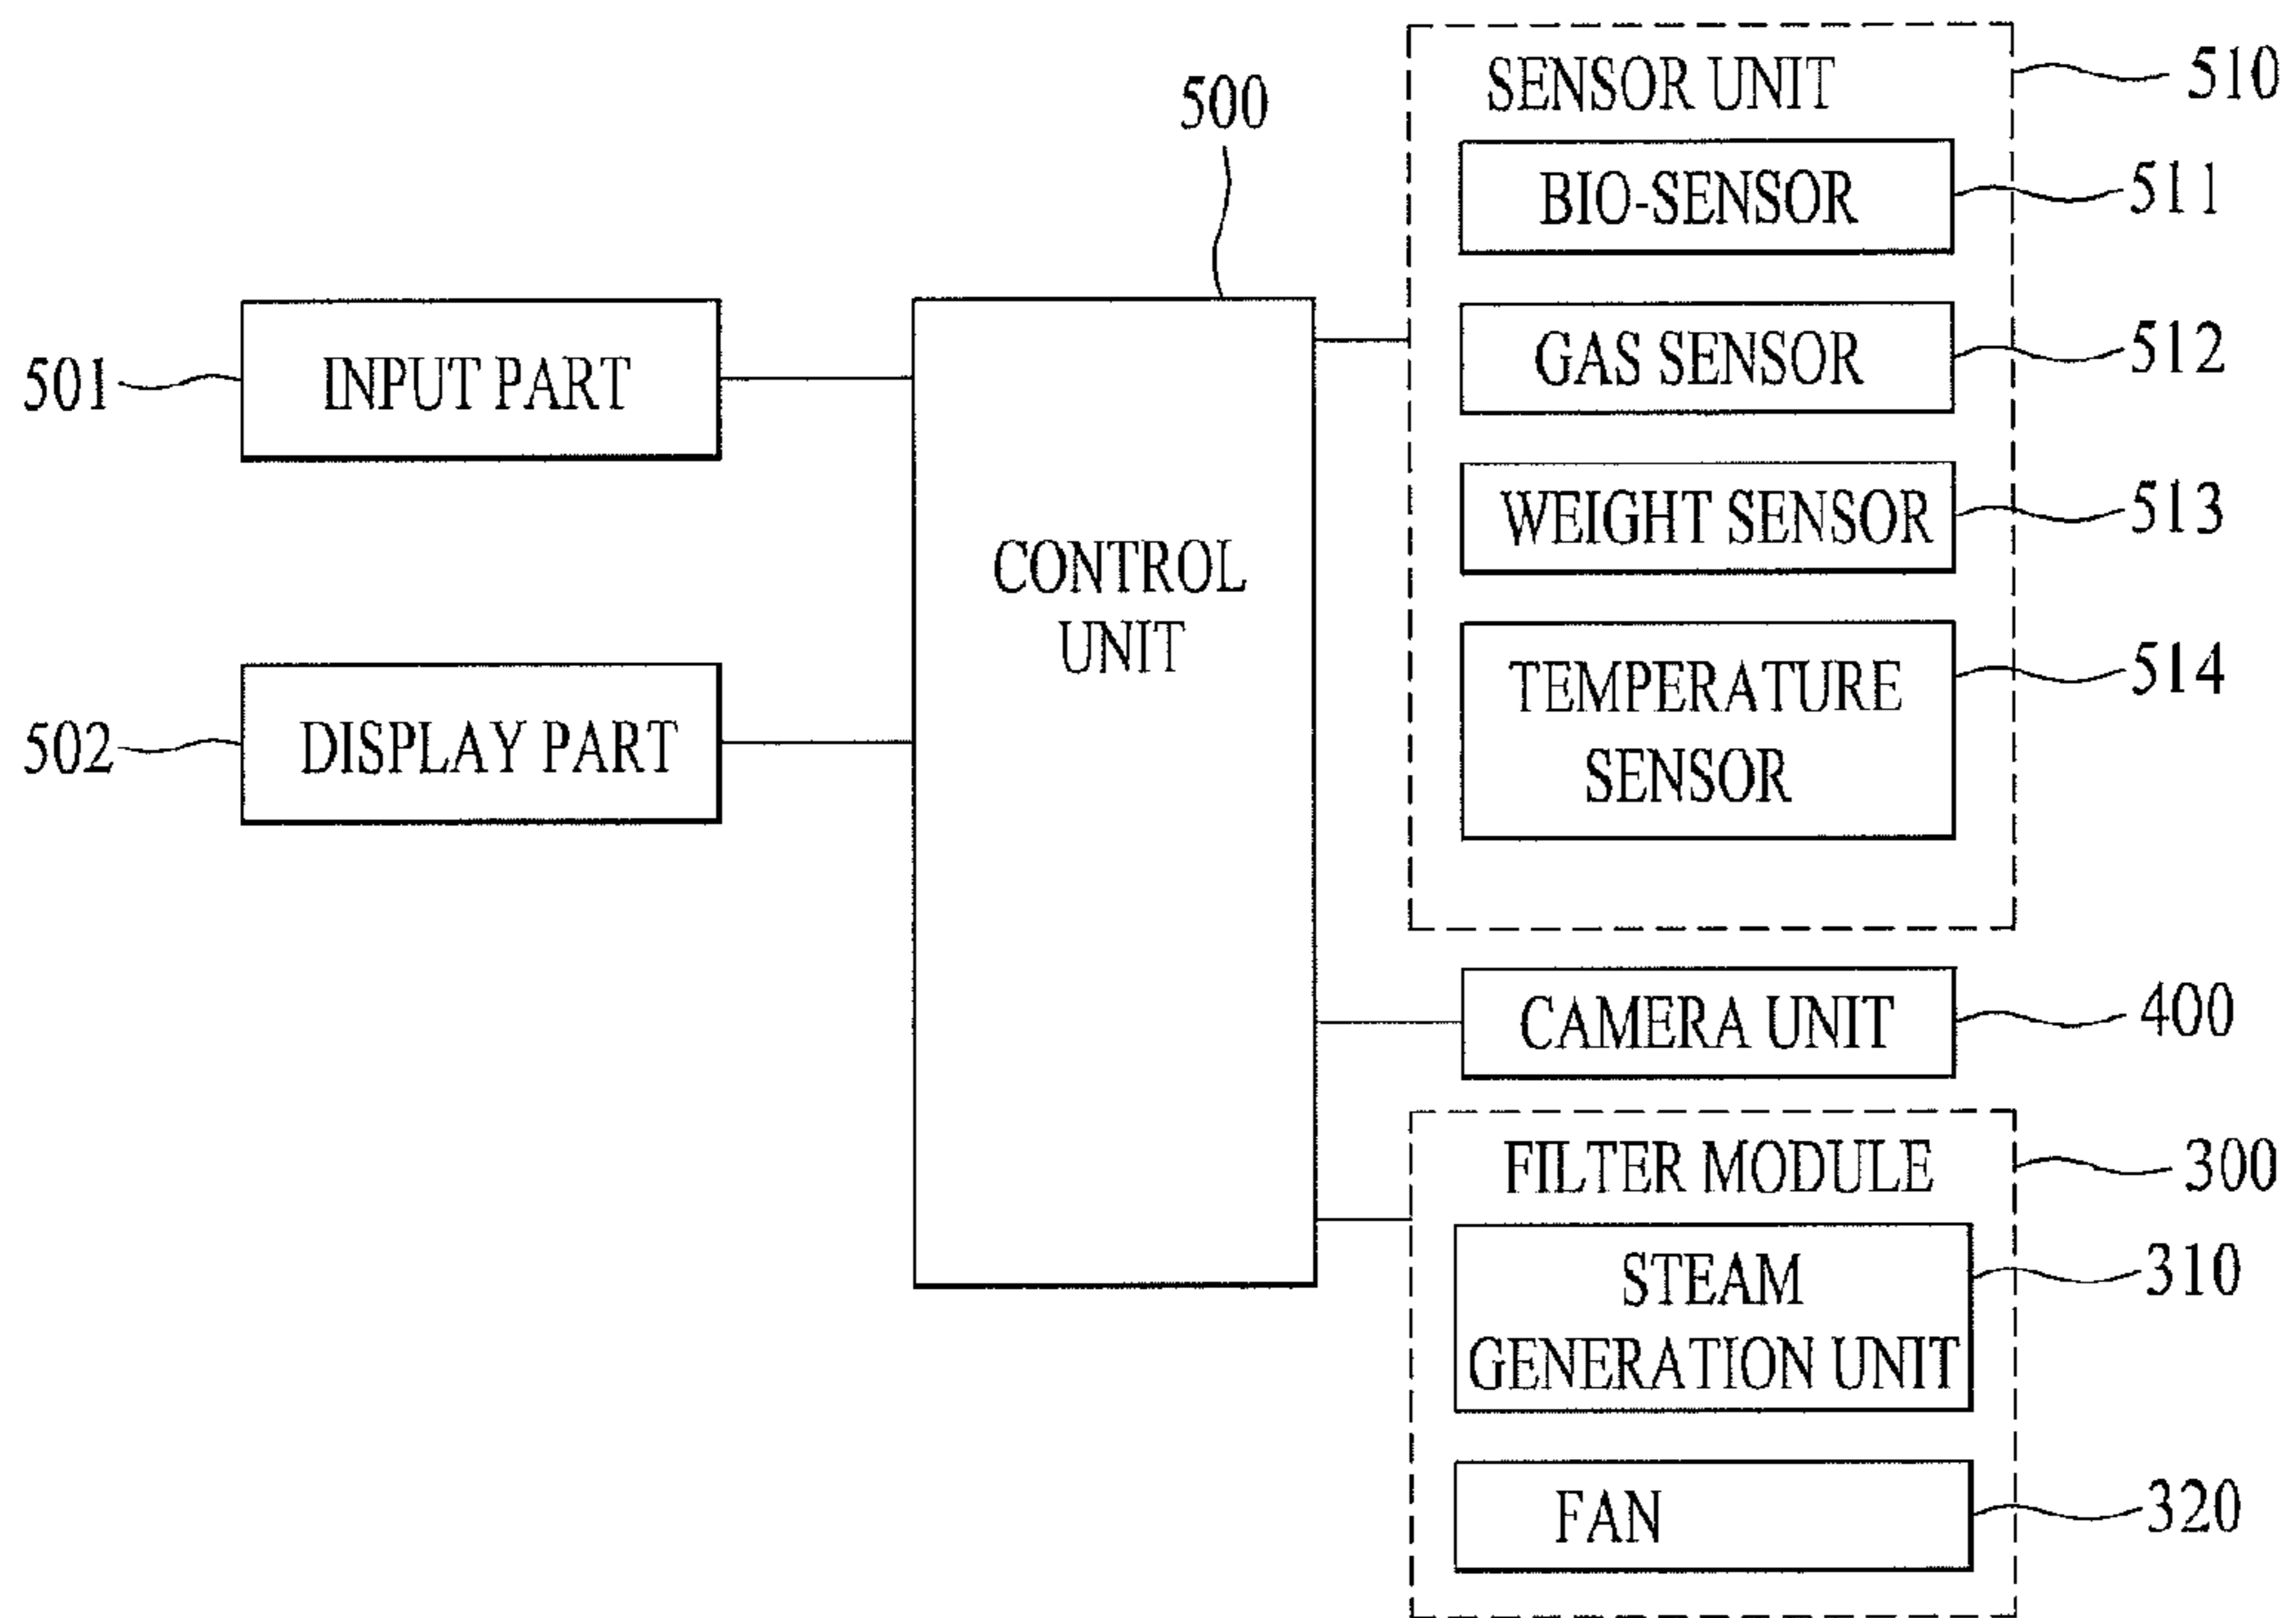 500
501
INPUT PART
502
DISPLAY PART
CONTROL
UNIT
SENSOR UNIT
510
BIO-SENSOR
511
GAS SENSOR
512
WEIGHT SENSOR
513
TEMPERATURE
SENSOR
514
CAMERA UNIT
400
FILTER MODULE
300
STEAM
GENERATION UNIT
310
FAN
320